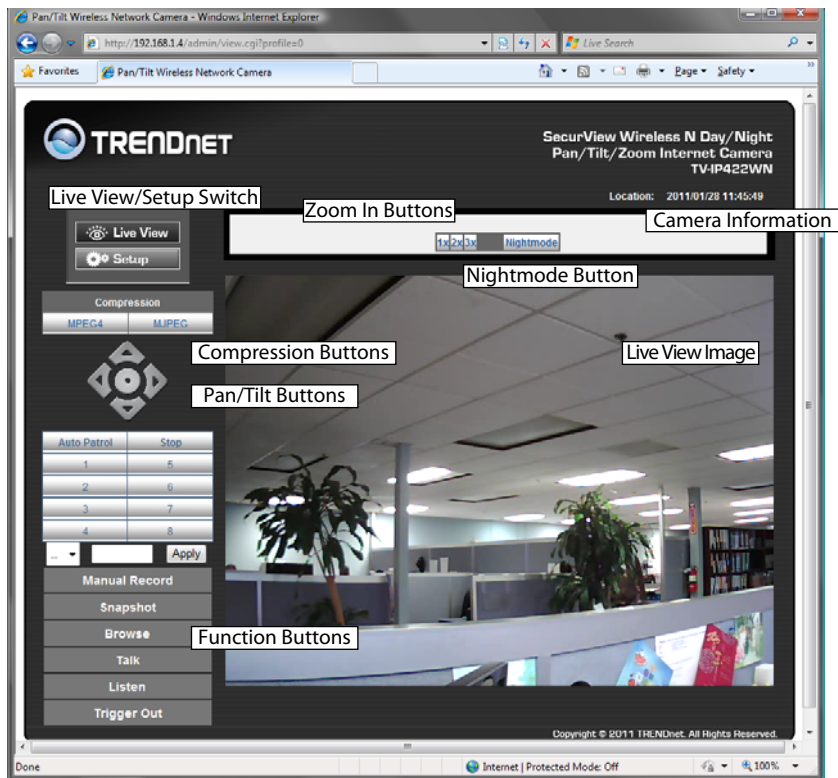 Pan/Tilt Wireless Network Camera - Windows Internet Explorer
http://192.168.1.4/admin/view.cgi?profile=0
Live Search
Favorites
Pan/Tilt Wireless Network Camera
Page
Safety
TRENDNET
SecurView Wireless N Day/Night
Pan/Tilt/Zoom Internet Camera
TV-IP422WN
Location: 2011/01/28 11:45:49
Live View/Setup Switch
Zoom In Buttons
Camera Information
Live View
Setup
1x 2x 3x Nightmode
Nightmode Button
Compression
MPEG4 MJPEG
Compression Buttons
Live View Image
Pan/Tilt Buttons
Auto Patrol Stop
1 5
2 6
3 7
4 8
... Apply
Manual Record
Snapshot
Browse
Function Buttons
Talk
Listen
Trigger Out
Copyright © 2011 TRENDnet. All Rights Reserved.
Done
Internet | Protected Mode: Off
100%